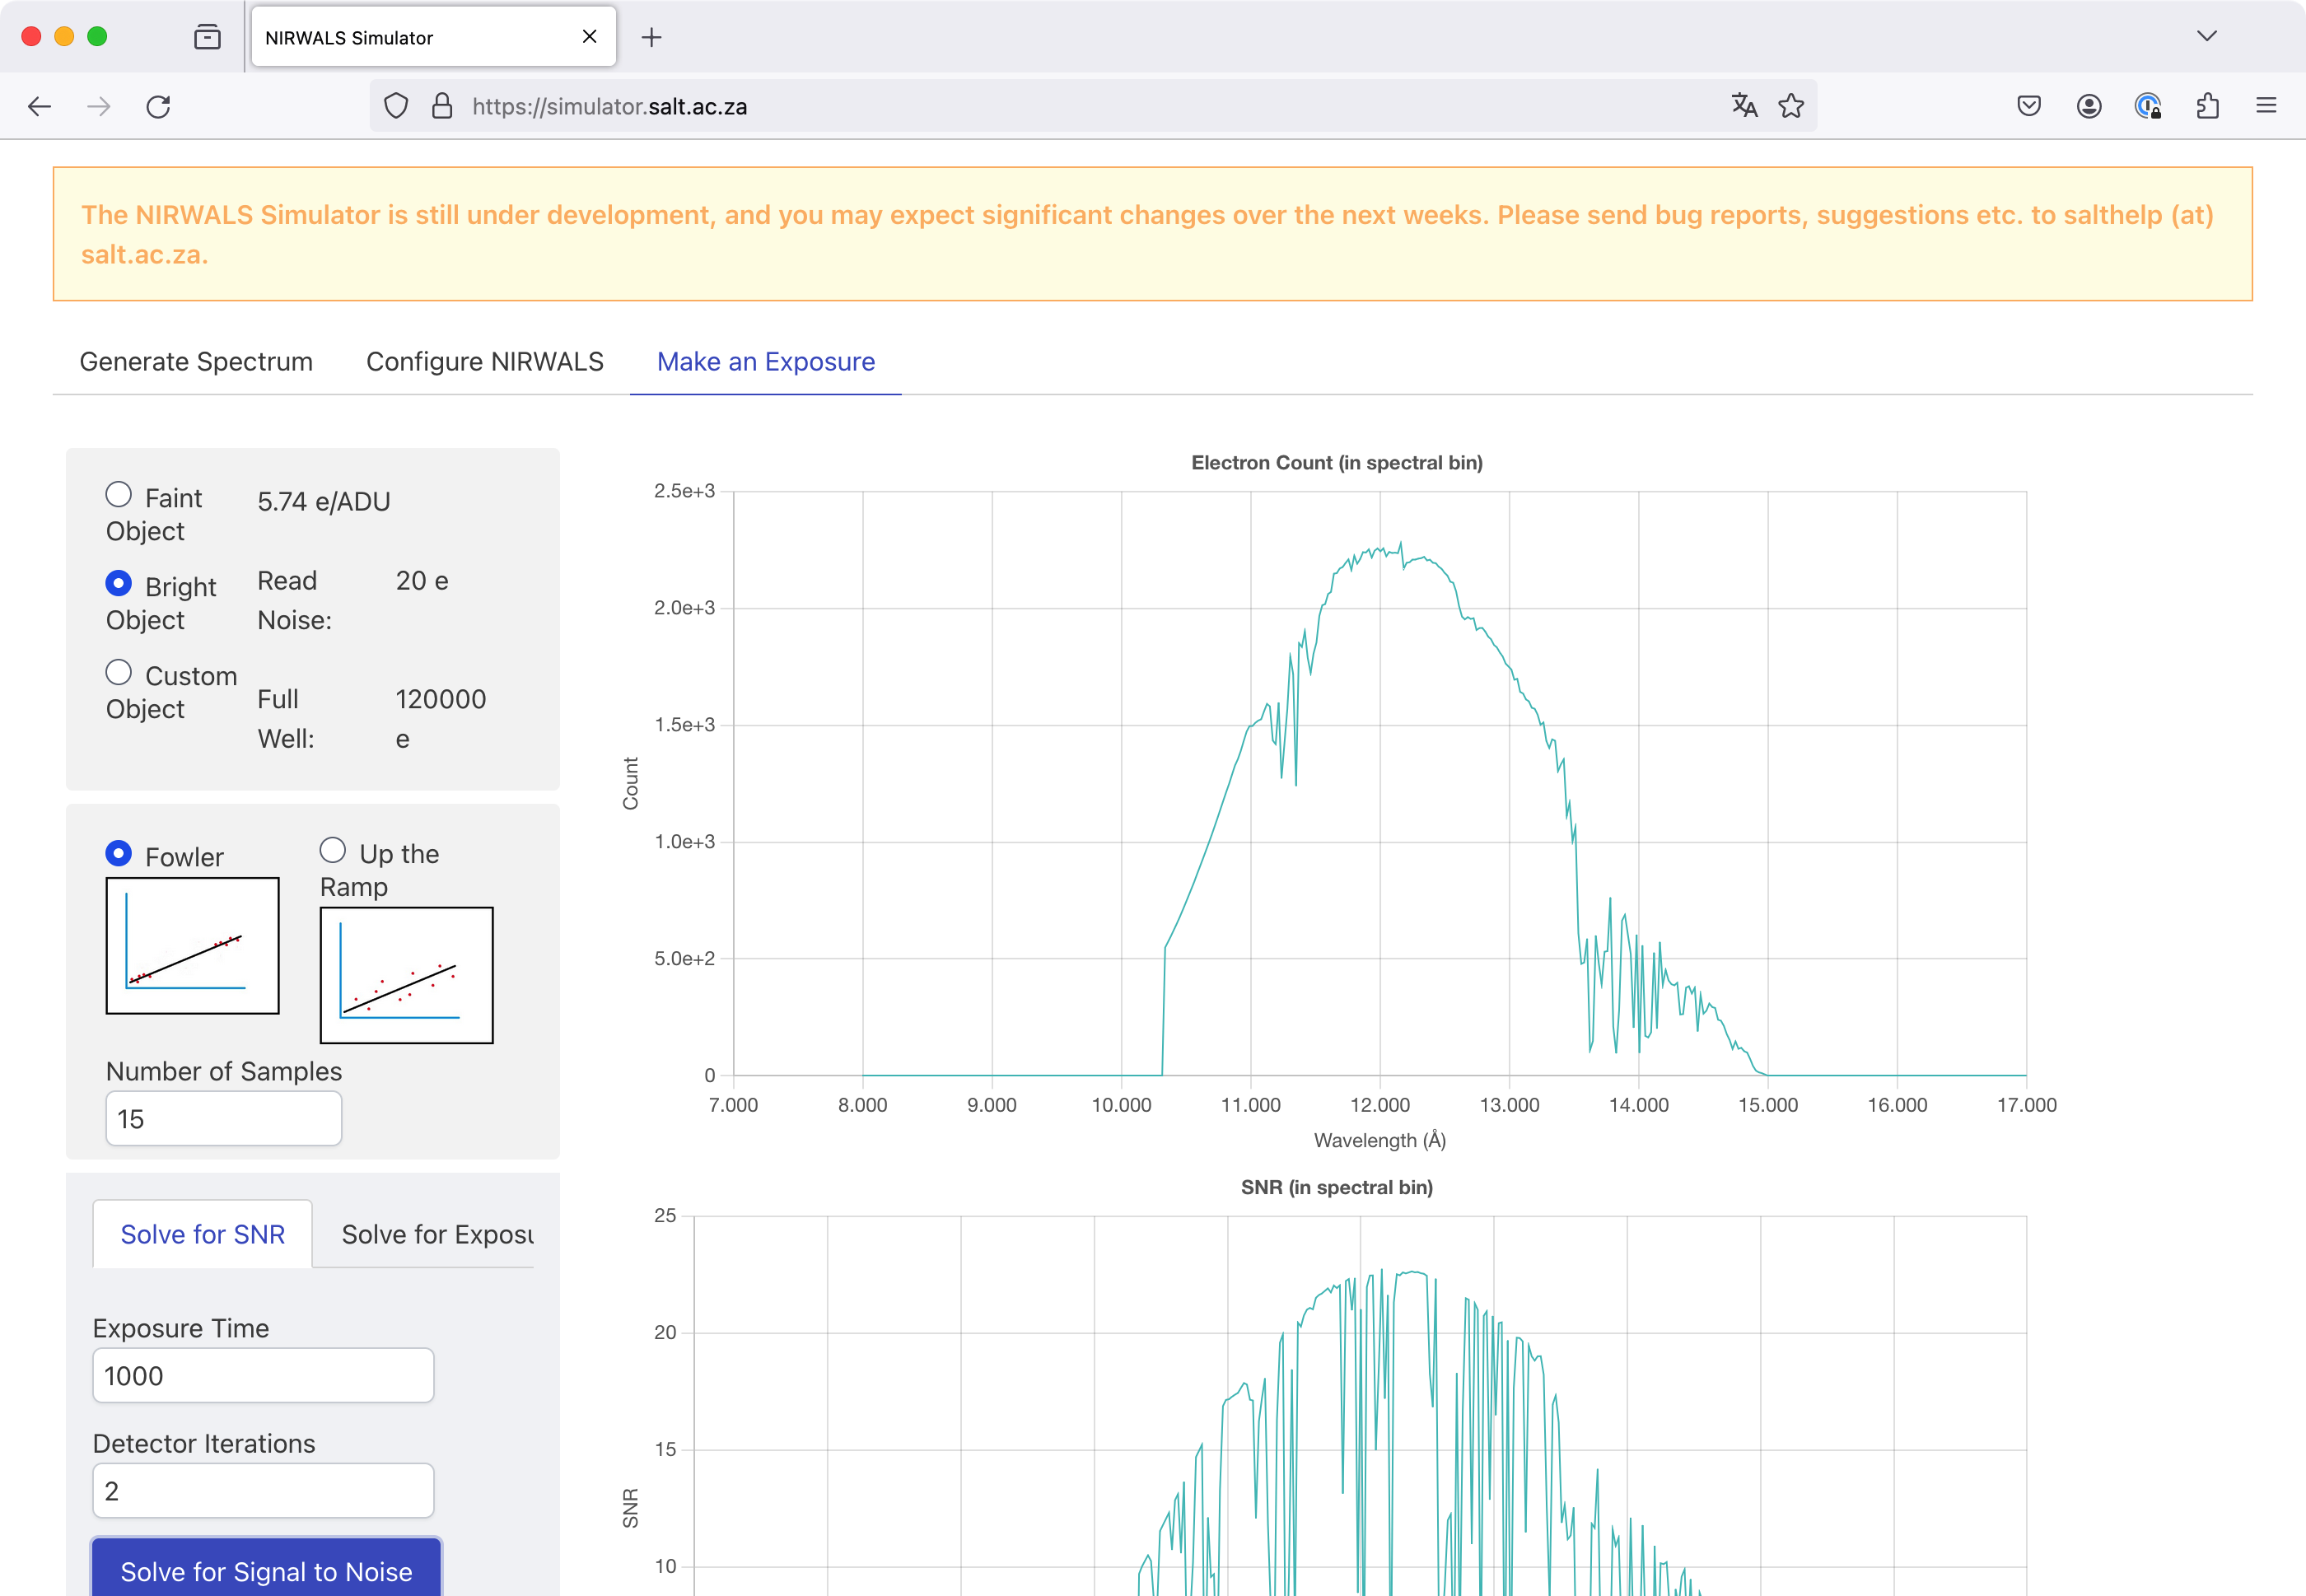 NIRWALS Simulator
https://simulator.salt.ac.za
The NIRWALS Simulator is still under development, and you may expect significant changes over the next weeks. Please send bug reports, suggestions etc. to salthelp (at)
salt.ac.za.
Generate Spectrum
Configure NIRWALS
Make an Exposure
Faint
Object
Bright
Object
Custom
Object
5.74 e/ADU
Read
Noise:
20 e
Full
Well:
120000
e
Fowler
Up the
Ramp
Number of Samples
15
Solve for SNR
Solve for Exposu
Exposure Time
1000
Detector Iterations
2
Solve for Signal to Noise
Electron Count (in spectral bin)
2.5e+3
2.0e+3
1.5e+3
1.0e+3
5.0e+2
0
Count
7.000 8.000 9.000 10.000 11.000 12.000 13.000 14.000 15.000 16.000 17.000
Wavelength (Å)
SNR (in spectral bin)
25
20
15
10
SNR